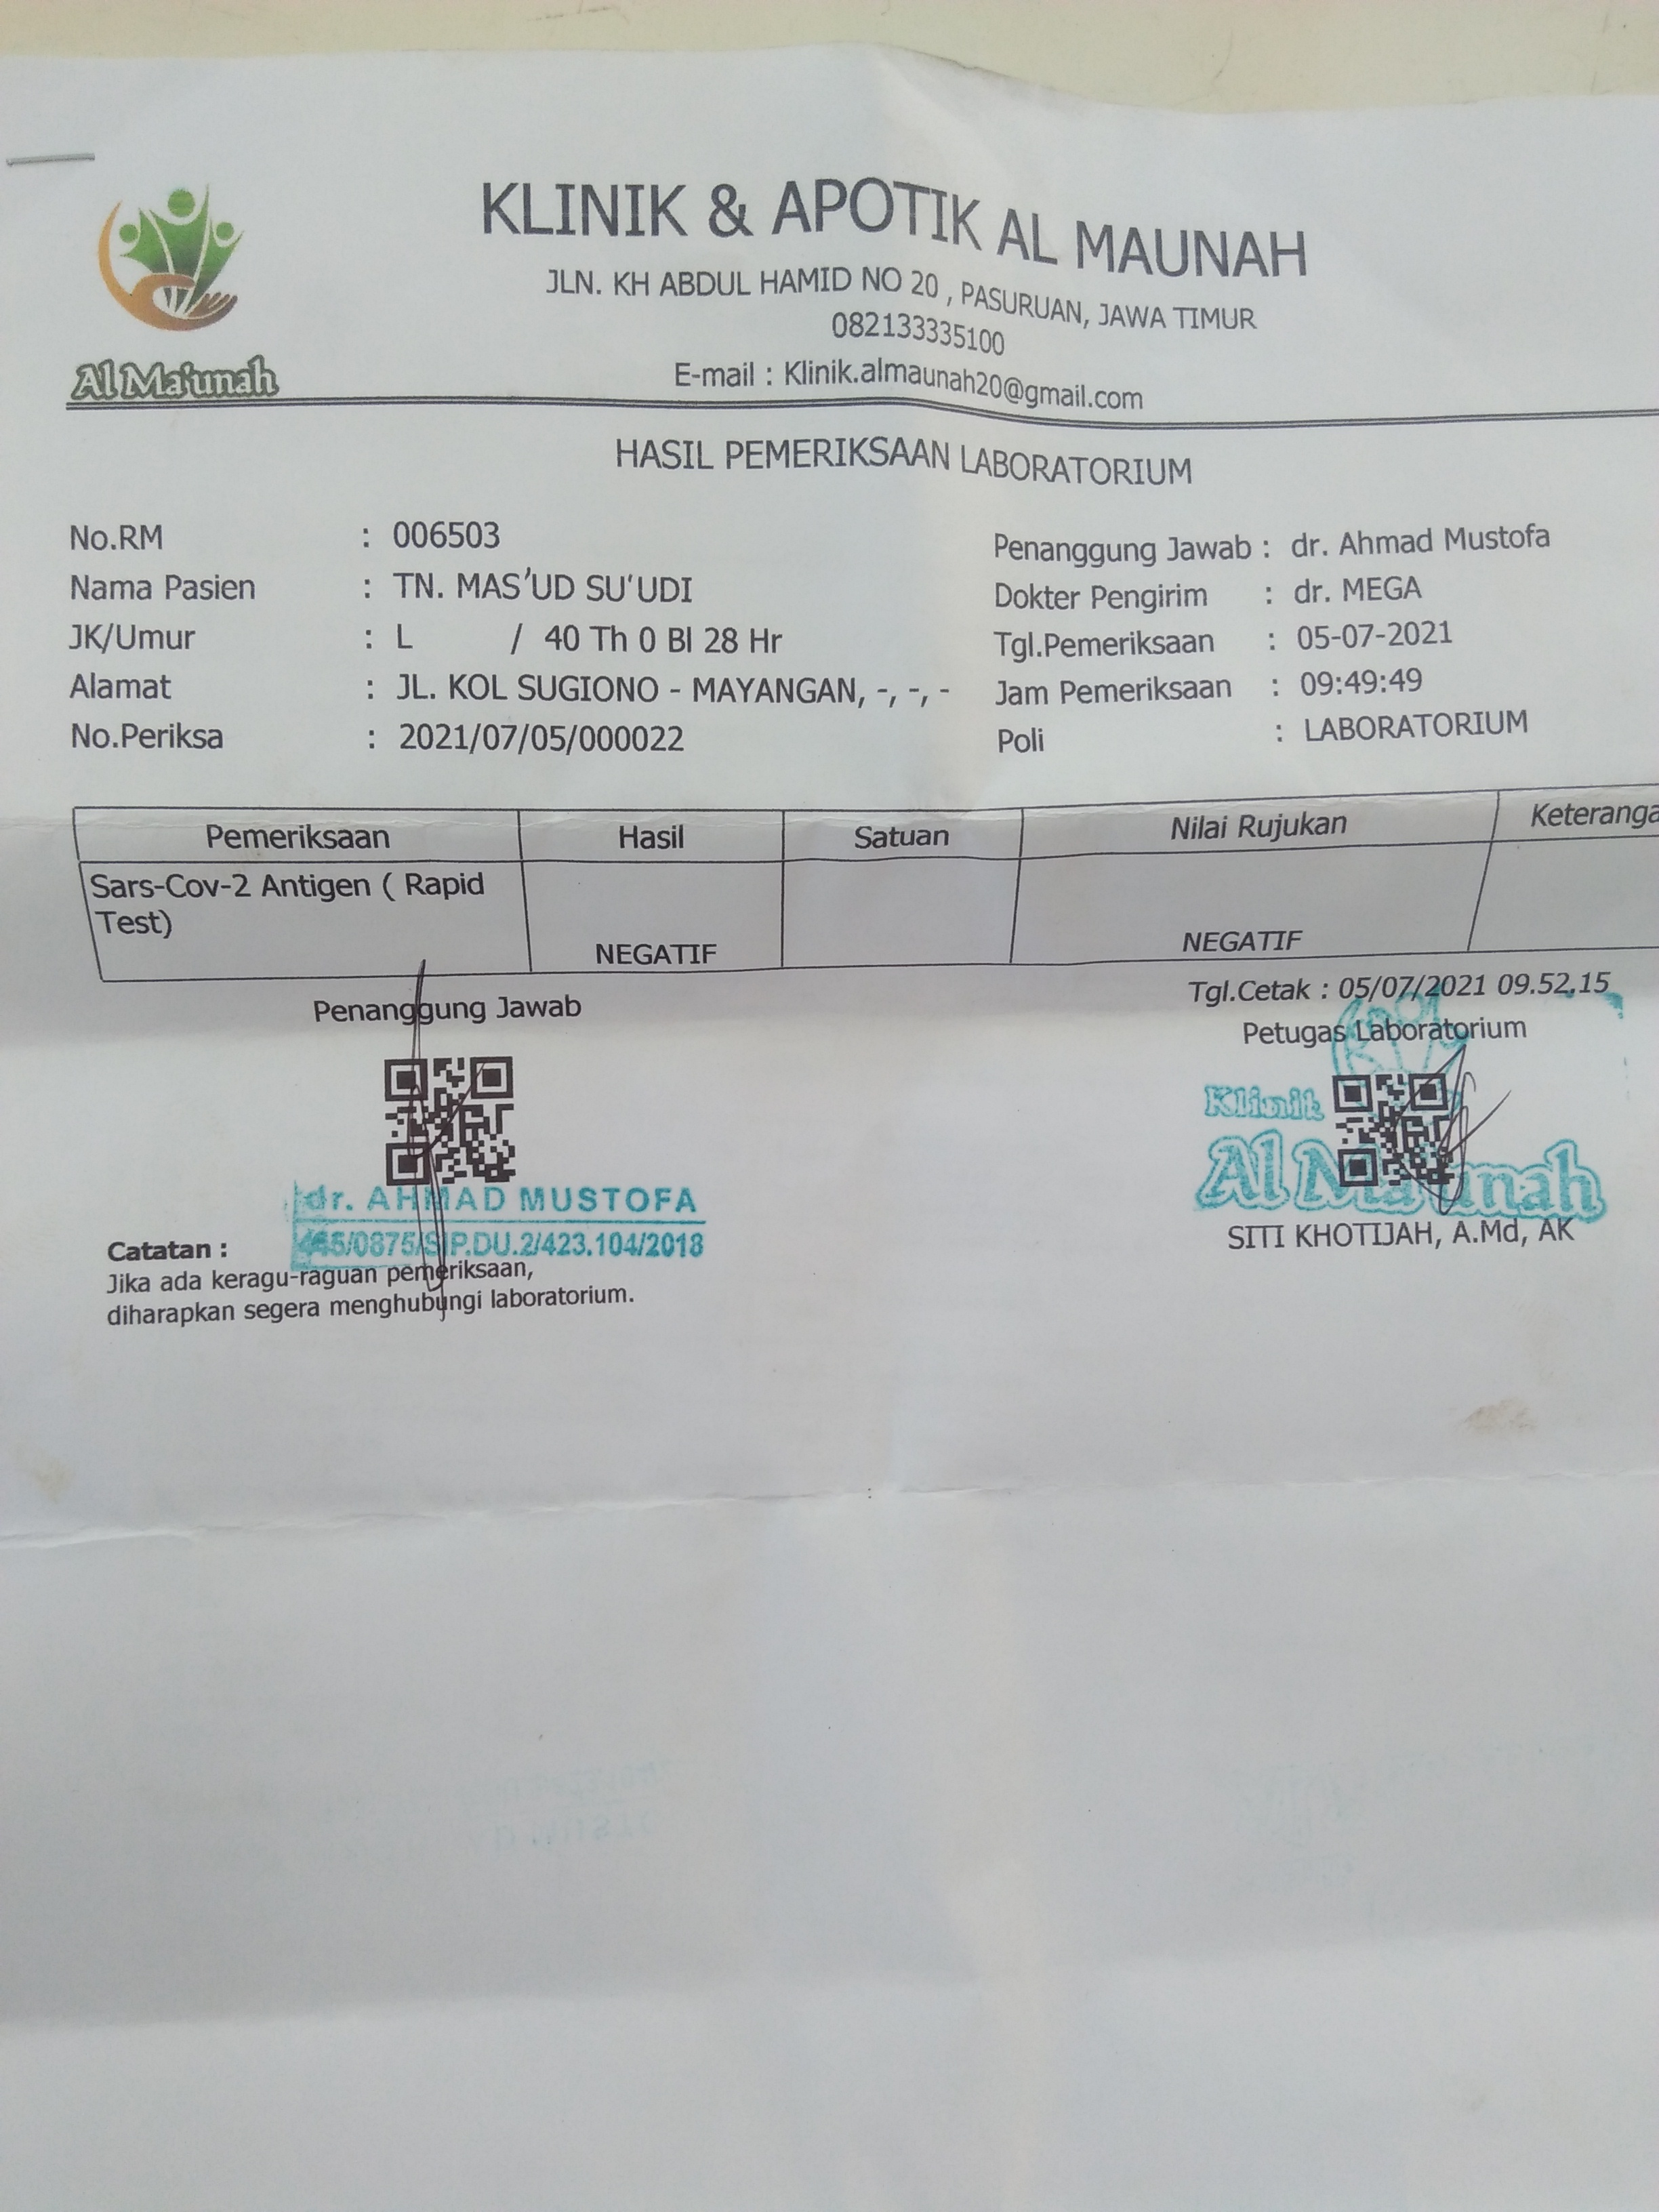 KLINIK & APOTIK AL MAUNAH
JLN. KH ABDUL HAMID NO 20 , PASURUAN, JAWA TIMUR
082133335100
E-mail : Klinik.almaunah20@gmail.com
Al Ma'unah
HASIL PEMERIKSAAN LABORATORIUM
No.RM : 006503
Nama Pasien : TN. MAS'UD SU'UDI
JK/Umur : L / 40 Th 0 Bl 28 Hr
Alamat : JL. KOL SUGIONO - MAYANGAN, -, -, -
No.Periksa : 2021/07/05/000022
Penanggung Jawab : dr. Ahmad Mustofa
Dokter Pengirim : dr. MEGA
Tgl.Pemeriksaan : 05-07-2021
Jam Pemeriksaan : 09:49:49
Poli : LABORATORIUM
Pemeriksaan Hasil Satuan Nilai Rujukan Keteranga
Sars-Cov-2 Antigen ( Rapid
Test)
NEGATIF NEGATIF
Tgl.Cetak : 05/07/2021 09.52.15
Penanggung Jawab
Petugas Laboratorium
dr. AHMAD MUSTOFA
/0875/SIP.DU.2/423.104/2018
Klinik
Al Ma'unah
SITI KHOTIJAH, A.Md, AK
Catatan :
Jika ada keragu-raguan pemeriksaan,
diharapkan segera menghubungi laboratorium.